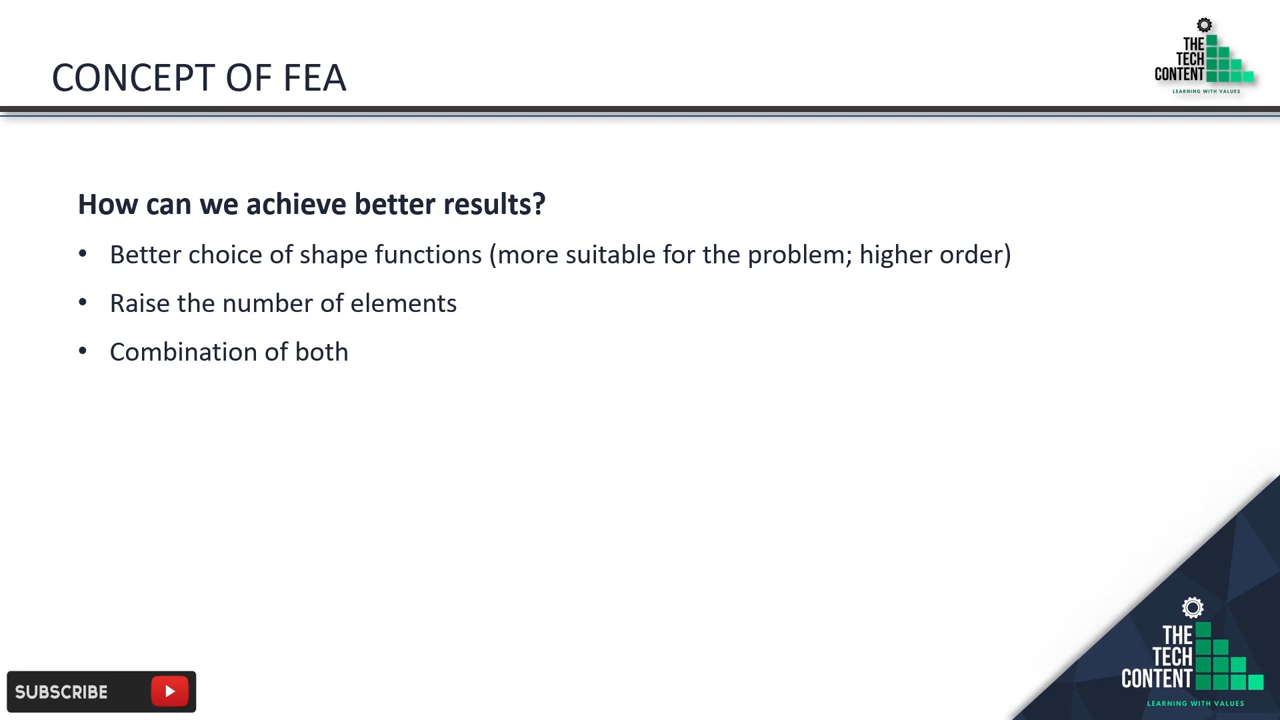 CONCEPT OF FEA
THE
TECH
CONTENT
LEARNING WITH VALUES
How can we achieve better results?
• Better choice of shape functions (more suitable for the problem; higher order)
• Raise the number of elements
• Combination of both
THE
TECH
CONTENT
LEARNING WITH VALUES
SUBSCRIBE